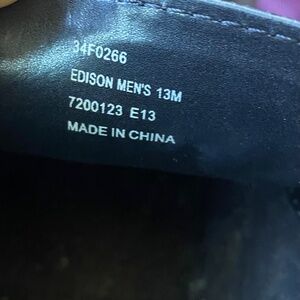 34F0266
EDISON MEN'S 13M
7200123 E13
MADE IN CHINA